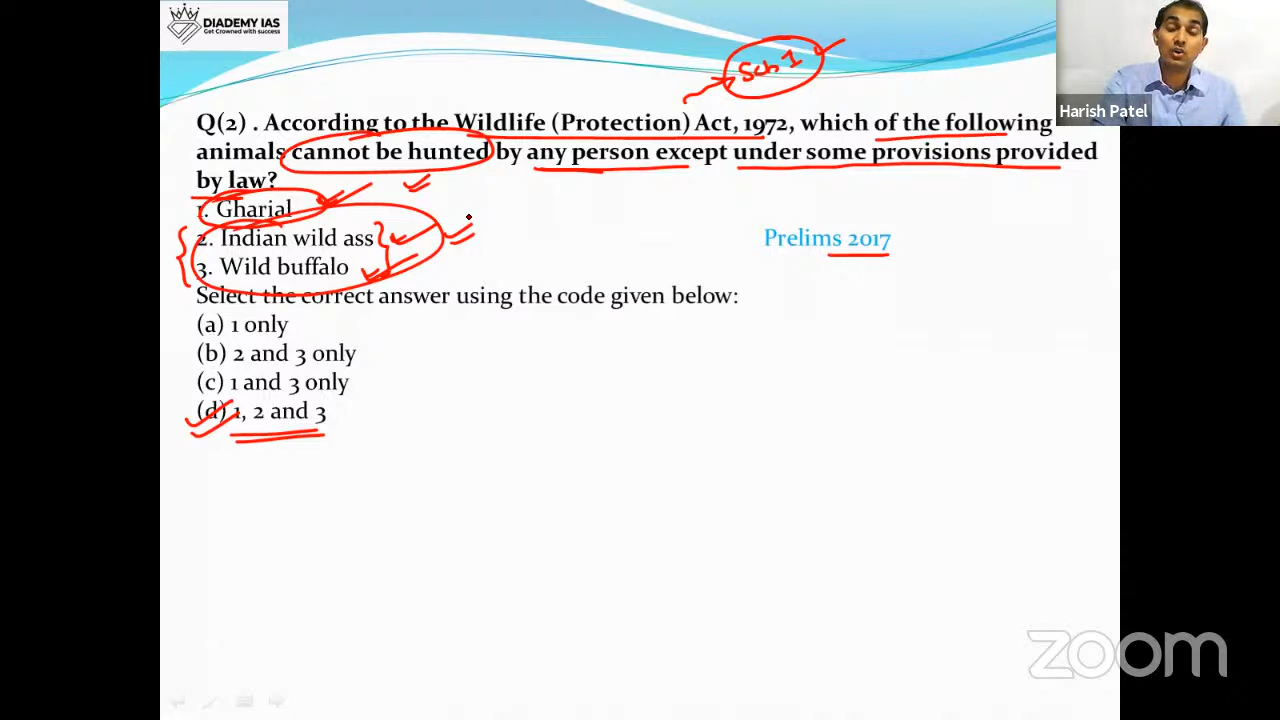 DIADEMY IAS
Get Crowned with success
Sch 1
Harish Patel
Q(2) . According to the Wildlife (Protection) Act, 1972, which of the following
animals cannot be hunted by any person except under some provisions provided
by law?
1. Gharial
2. Indian wild ass
3. Wild buffalo
Prelims 2017
Select the correct answer using the code given below:
(a) 1 only
(b) 2 and 3 only
(c) 1 and 3 only
(d) 1, 2 and 3
zoom